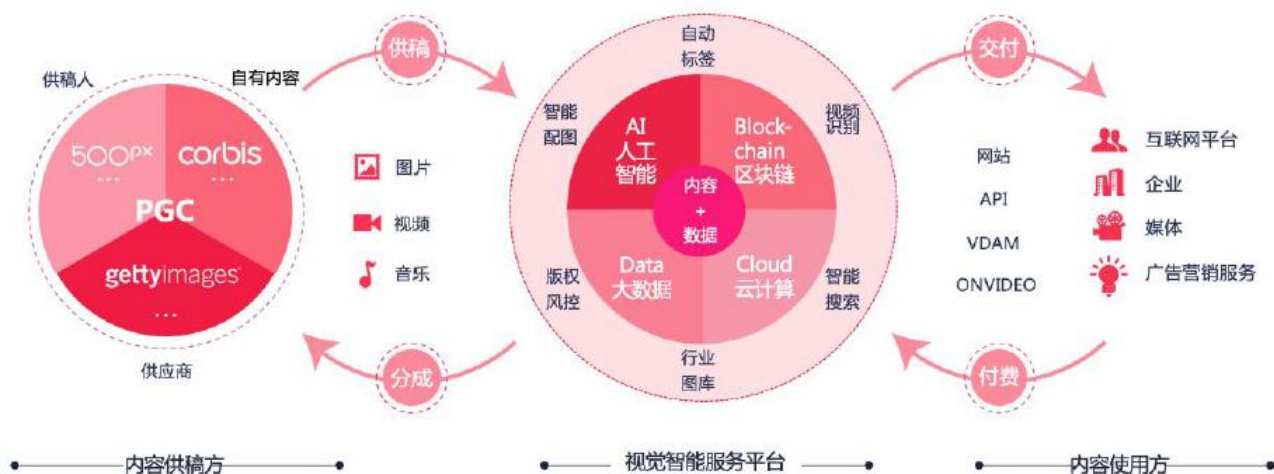 供稿人
自有内容
500px
...
corbis
...
PGC
gettyimages®
...
供应商
供稿
图片
视频
音乐
分成
自动
标签
智能
配图
视频
识别
AI
人工
智能
Block-
chain
区块链
内容
+
数据
Data
大数据
Cloud
云计算
版权
风控
智能
搜索
行业
图库
交付
网站
API
VDAM
ONVIDEO
互联网平台
企业
媒体
广告营销服务
付费
内容供稿方
视觉智能服务平台
内容使用方